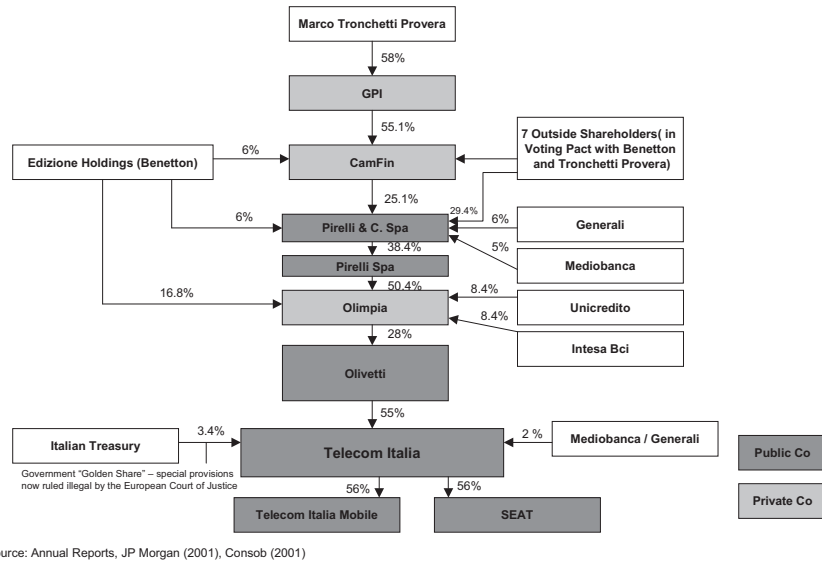 Marco Tronchetti Provera
58%
GPI
55.1%
7 Outside Shareholders( in
Voting Pact with Benetton
and Tronchetti Provera)
Edizione Holdings (Benetton)
6%
CamFin
25.1%
29.4%
6%
Pirelli & C. Spa
6%
Generali
38.4%
5%
Mediobanca
Pirelli Spa
50.4%
16.8%
Olimpia
8.4%
Unicredito
8.4%
28%
Intesa Bci
Olivetti
55%
Italian Treasury
3.4%
Telecom Italia
2 %
Mediobanca / Generali
Government “Golden Share” – special provisions
now ruled illegal by the European Court of Justice
56%
56%
Telecom Italia Mobile
SEAT
Public Co
Private Co
ource: Annual Reports, JP Morgan (2001), Consob (2001)